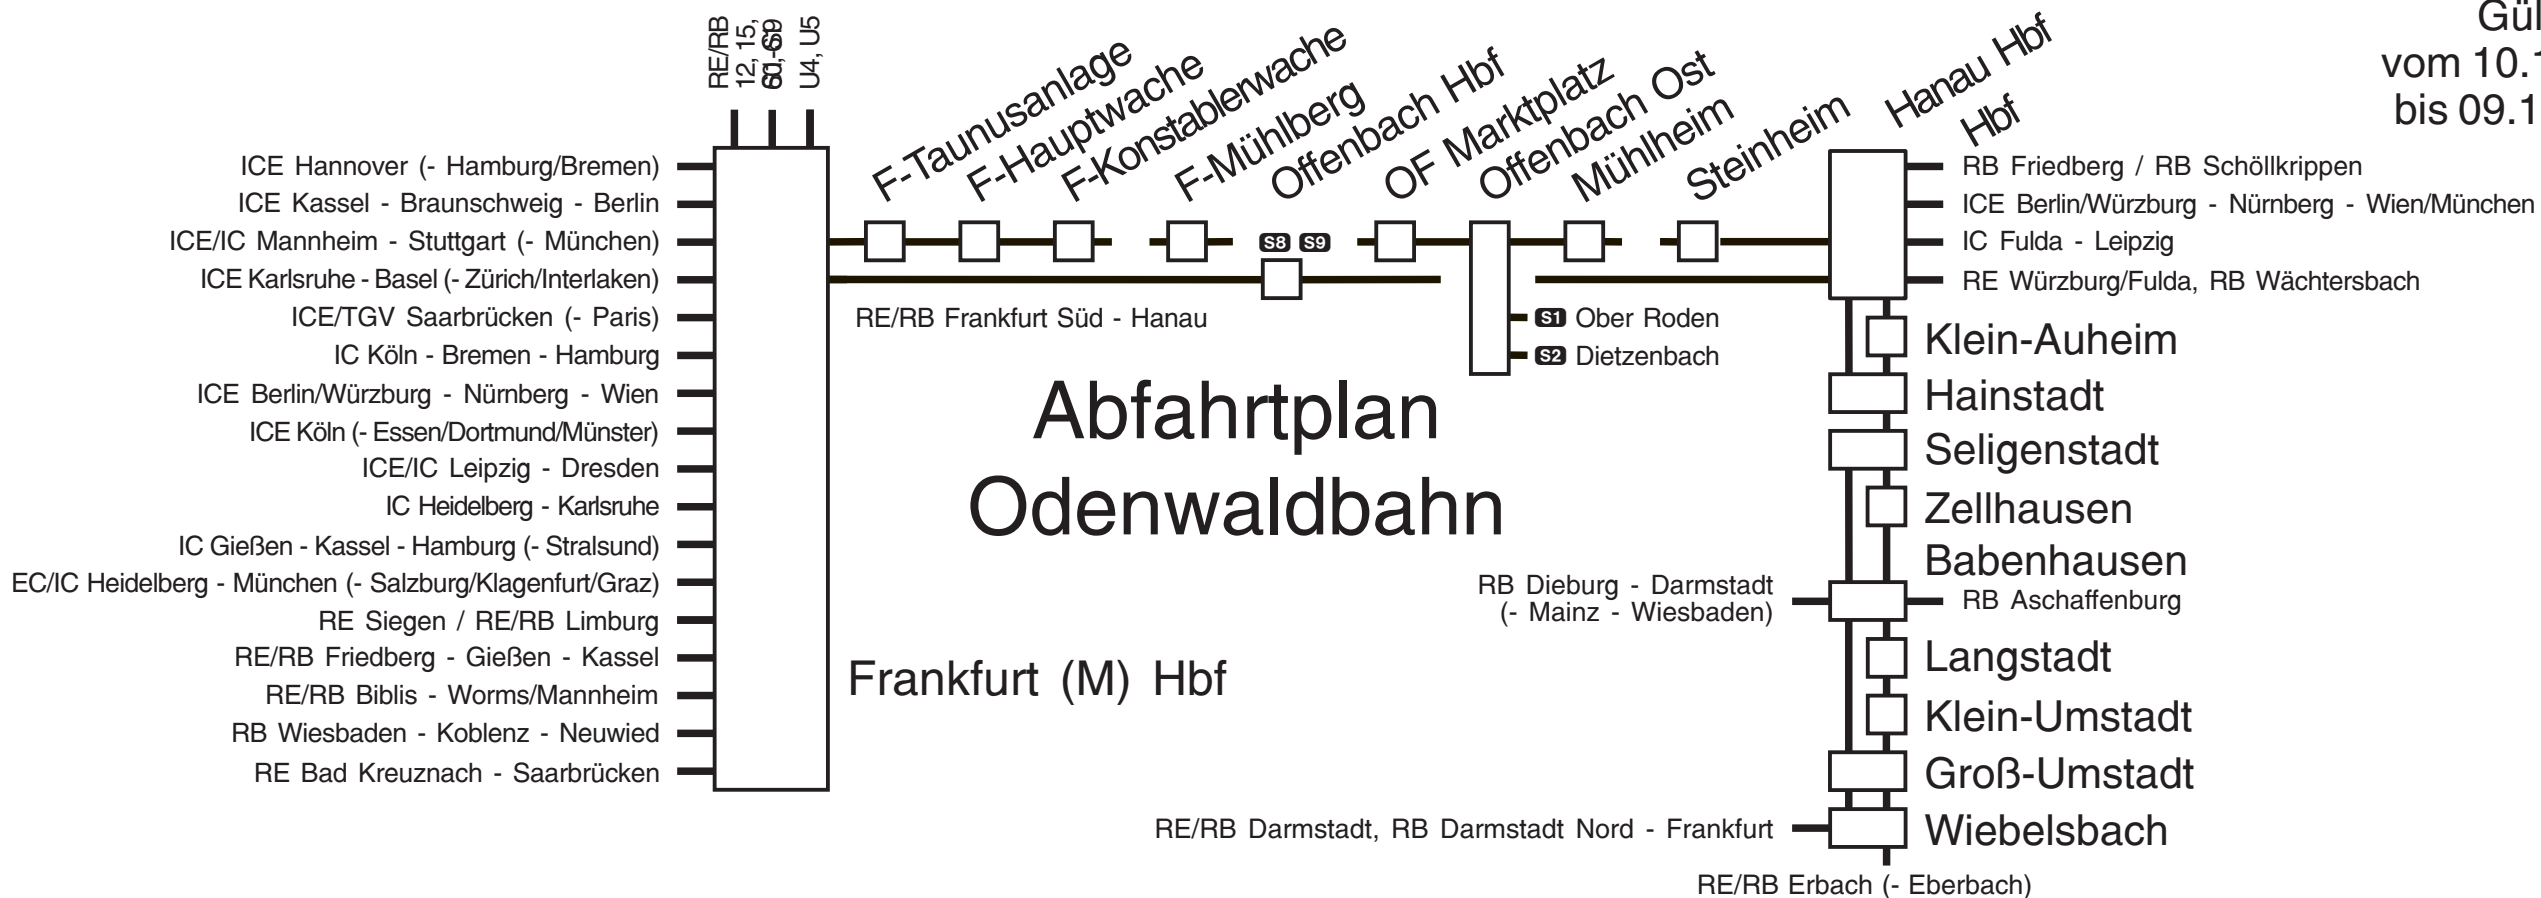 RE/RB
12, 15,
U4, U5
F-Taunusanlage
F-Hauptwache
F-Konstablerwache
F-Mühlberg
Offenbach Hbf
OF Marktplatz
Offenbach Ost
Mühlheim
Steinheim
Hanau Hbf
Hbf
vom 10.
bis 09.1
ICE Hannover (- Hamburg/Bremen)
ICE Kassel - Braunschweig - Berlin
ICE/IC Mannheim - Stuttgart (- München)
ICE Karlsruhe - Basel (- Zürich/Interlaken)
ICE/TGV Saarbrücken (- Paris)
IC Köln - Bremen - Hamburg
ICE Berlin/Würzburg - Nürnberg - Wien
ICE Köln (- Essen/Dortmund/Münster)
ICE/IC Leipzig - Dresden
IC Heidelberg - Karlsruhe
IC Gießen - Kassel - Hamburg (- Stralsund)
EC/IC Heidelberg - München (- Salzburg/Klagenfurt/Graz)
RE Siegen / RE/RB Limburg
RE/RB Friedberg - Gießen - Kassel
RE/RB Biblis - Worms/Mannheim
RB Wiesbaden - Koblenz - Neuwied
RE Bad Kreuznach - Saarbrücken
S8 S9
RE/RB Frankfurt Süd - Hanau
S1 Ober Roden
S2 Dietzenbach
Abfahrtplan
Odenwaldbahn
Frankfurt (M) Hbf
RB Friedberg / RB Schöllkrippen
ICE Berlin/Würzburg - Nürnberg - Wien/München
IC Fulda - Leipzig
RE Würzburg/Fulda, RB Wächtersbach
Klein-Auheim
Hainstadt
Seligenstadt
Zellhausen
Babenhausen
RB Dieburg - Darmstadt
(- Mainz - Wiesbaden)
RB Aschaffenburg
Langstadt
Klein-Umstadt
Groß-Umstadt
RE/RB Darmstadt, RB Darmstadt Nord - Frankfurt
Wiebelsbach
RE/RB Erbach (- Eberbach)